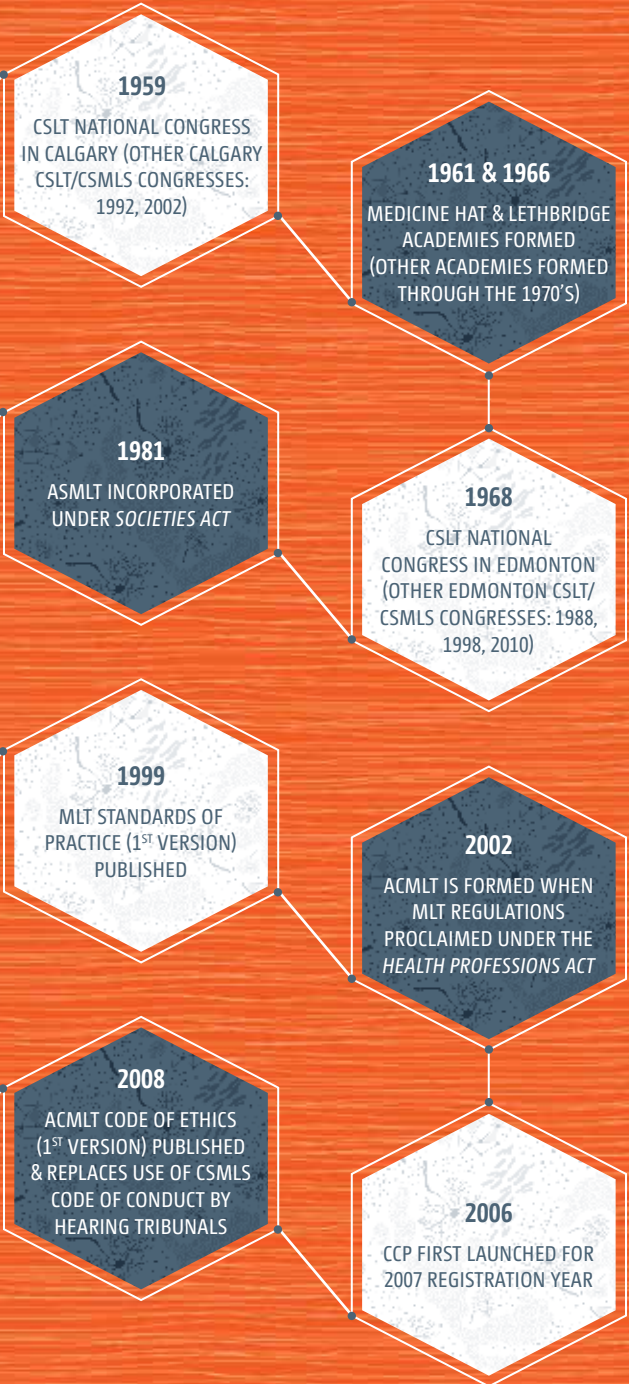 1959
CSLT NATIONAL CONGRESS
IN CALGARY (OTHER CALGARY
CSLT/CSMLS CONGRESSES:
1992, 2002)
1961 & 1966
MEDICINE HAT & LETHBRIDGE
ACADEMIES FORMED
(OTHER ACADEMIES FORMED
THROUGH THE 1970'S)
1981
ASMLT INCORPORATED
UNDER SOCIETIES ACT
1968
CSLT NATIONAL
CONGRESS IN EDMONTON
(OTHER EDMONTON CSLT/
CSMLS CONGRESSES: 1988,
1998, 2010)
1999
MLT STANDARDS OF
PRACTICE (1ST VERSION)
PUBLISHED
2002
ACMLT IS FORMED WHEN
MLT REGULATIONS
PROCLAIMED UNDER THE
HEALTH PROFESSIONS ACT
2008
ACMLT CODE OF ETHICS
(1ST VERSION) PUBLISHED
& REPLACES USE OF CSMLS
CODE OF CONDUCT BY
HEARING TRIBUNALS
2006
CCP FIRST LAUNCHED FOR
2007 REGISTRATION YEAR